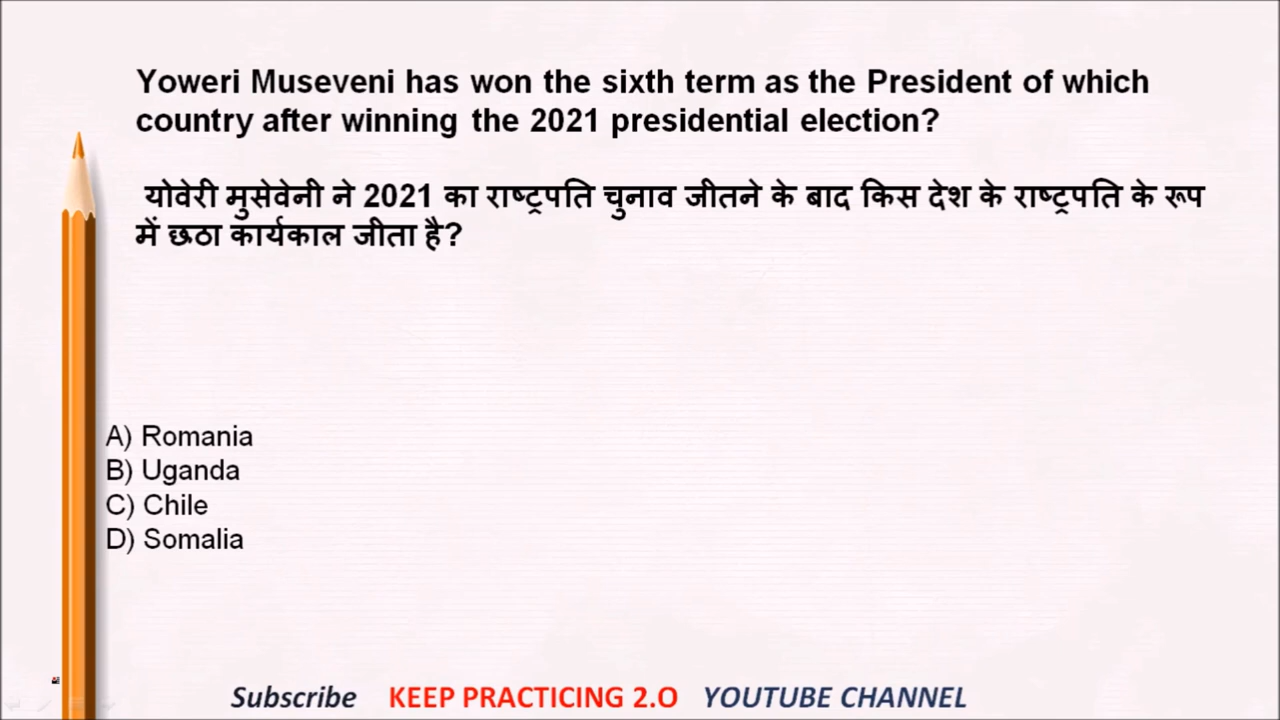 Yoweri Museveni has won the sixth term as the President of which
country after winning the 2021 presidential election?
योवेरी मुसेवेनी ने 2021 का राष्ट्रपति चुनाव जीतने के बाद किस देश के राष्ट्रपति के रूप
में छठा कार्यकाल जीता है?
A) Romania
B) Uganda
C) Chile
D) Somalia
Subscribe KEEP PRACTICING 2.O YOUTUBE CHANNEL